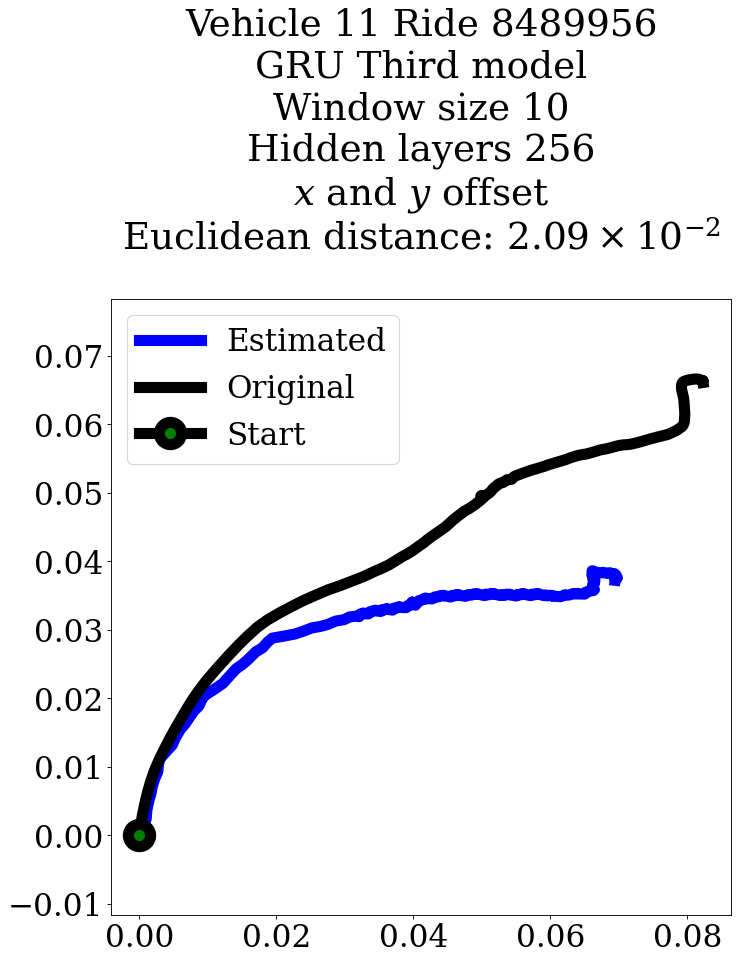 Vehicle 11 Ride 8489956
GRU Third model
Window size 10
Hidden layers 256
x and y offset
Euclidean distance: 2.09 × 10⁻²
Estimated
Original
Start
0.07
0.06
0.05
0.04
0.03
0.02
0.01
0.00
−0.01
0.00 0.02 0.04 0.06 0.08